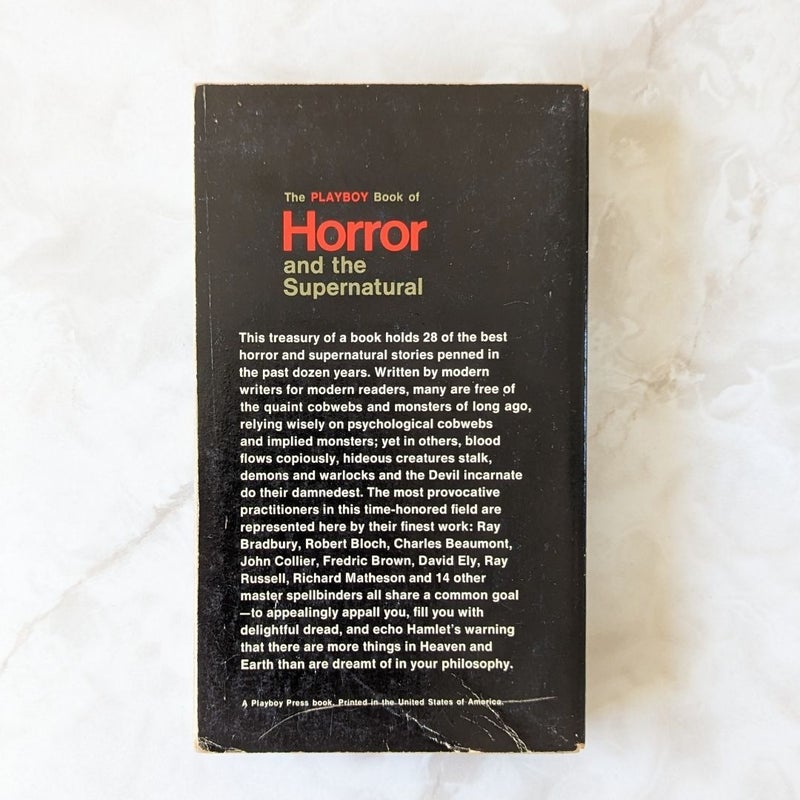 The PLAYBOY Book of
Horror
and the
Supernatural
This treasury of a book holds 28 of the best
horror and supernatural stories penned in
the past dozen years. Written by modern
writers for modern readers, many are free of
the quaint cobwebs and monsters of long ago,
relying wisely on psychological cobwebs
and implied monsters; yet in others, blood
flows copiously, hideous creatures stalk,
demons and warlocks and the Devil incarnate
do their damnedest. The most provocative
practitioners in this time-honored field are
represented here by their finest work: Ray
Bradbury, Robert Bloch, Charles Beaumont,
John Collier, Fredric Brown, David Ely, Ray
Russell, Richard Matheson and 14 other
master spellbinders all share a common goal
—to appealingly appall you, fill you with
delightful dread, and echo Hamlet's warning
that there are more things in Heaven and
Earth than are dreamt of in your philosophy.
A Playboy Press book. Printed in the United States of America.